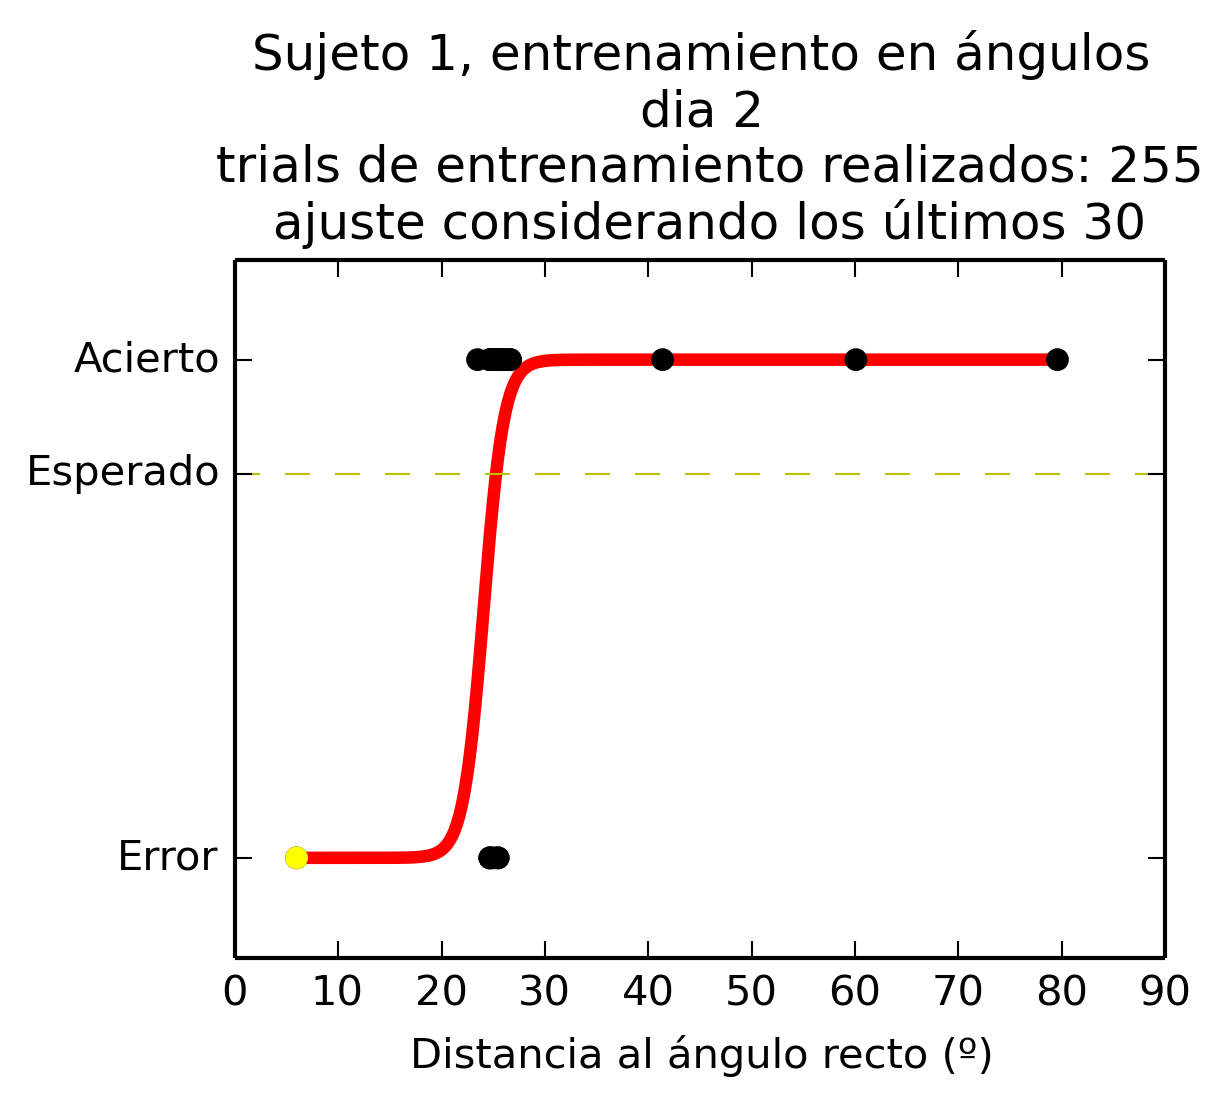 Sujeto 1, entrenamiento en ángulos
dia 2
trials de entrenamiento realizados: 255
ajuste considerando los últimos 30
Acierto
Esperado
Error
0 10 20 30 40 50 60 70 80 90
Distancia al ángulo recto (º)